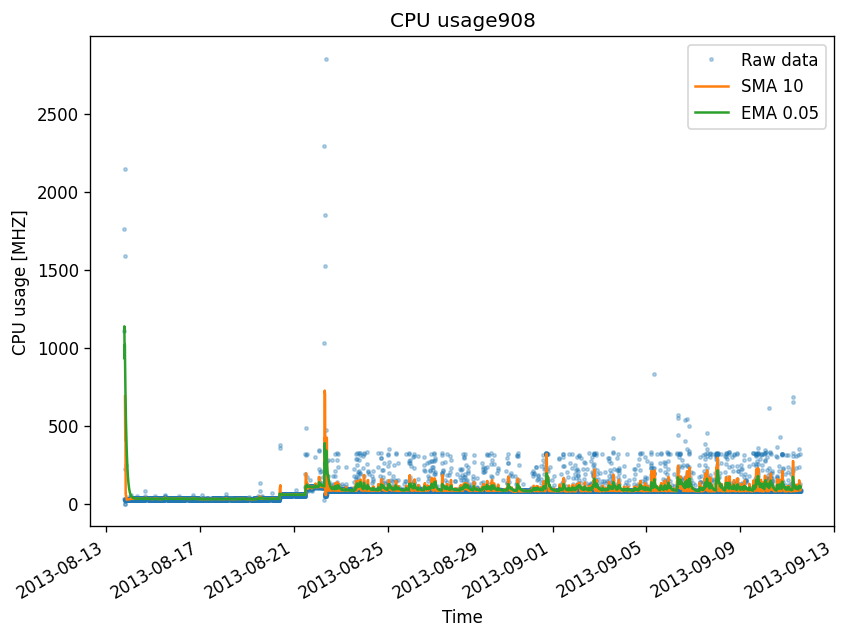 CPU usage908
Raw data
SMA 10
EMA 0.05
CPU usage [MHZ]
2500
2000
1500
1000
500
0
2013-08-13
2013-08-17
2013-08-21
2013-08-25
2013-08-29
2013-09-01
2013-09-05
2013-09-09
2013-09-13
Time